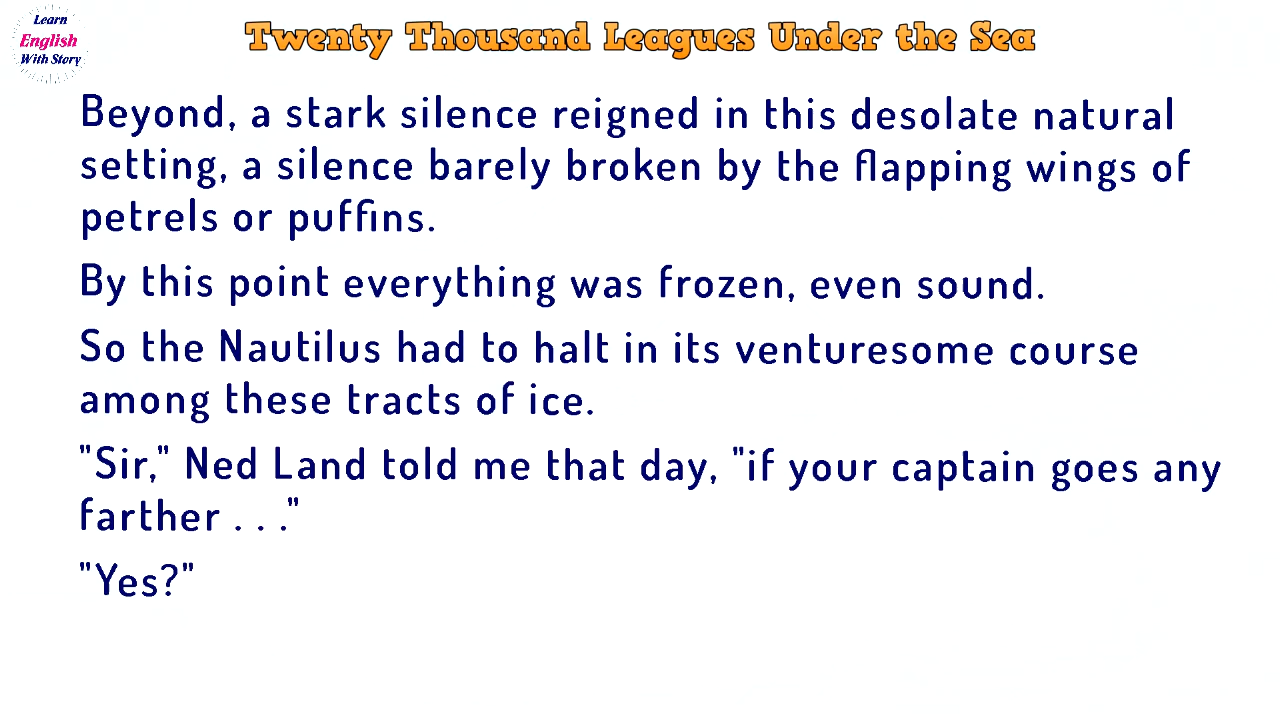 Learn
English
With Story
Twenty Thousand Leagues Under the Sea
Beyond, a stark silence reigned in this desolate natural
setting, a silence barely broken by the flapping wings of
petrels or puffins.
By this point everything was frozen, even sound.
So the Nautilus had to halt in its venturesome course
among these tracts of ice.
"Sir," Ned Land told me that day, "if your captain goes any
farther . . ."
"Yes?"